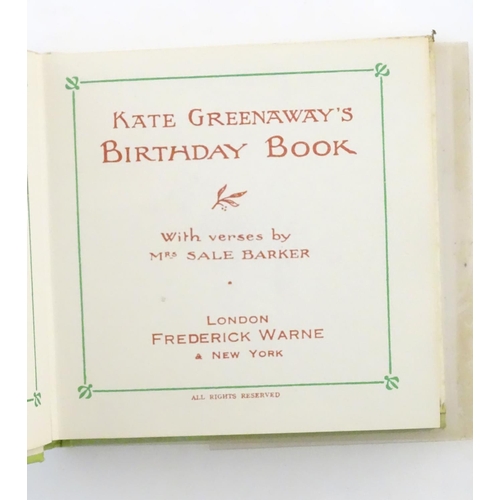 KATE GREENAWAY'S
BIRTHDAY BOOK
With verses by
MRS SALE BARKER
LONDON
FREDERICK WARNE
& NEW YORK
ALL RIGHTS RESERVED